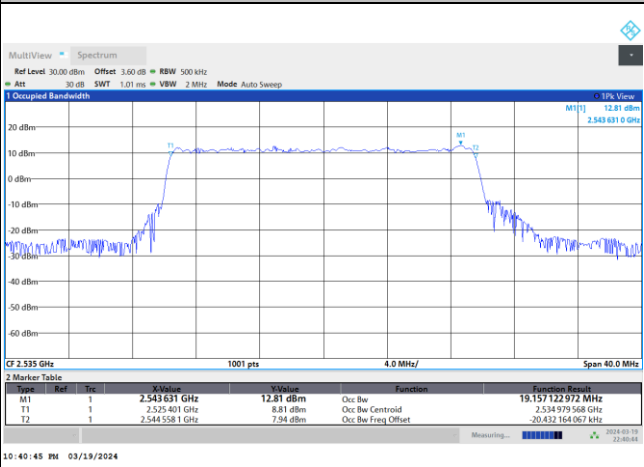 MultiView Spectrum
Ref Level 30.00 dBm Offset 3.60 dB RBW 500 kHz
Att 30 dB SWT 1.01 ms VBW 2 MHz Mode Auto Sweep
1 Occupied Bandwidth 1Pk View
M1[1] 12.81 dBm
2.543 631 0 GHz
20 dBm
M1
T1 T2
10 dBm
0 dBm
-10 dBm
-20 dBm
-30 dBm
-40 dBm
-50 dBm
-60 dBm
CF 2.535 GHz 1001 pts 4.0 MHz/ Span 40.0 MHz
2 Marker Table
Type Ref Trc X-Value Y-Value Function Function Result
M1 1 2.543 631 GHz 12.81 dBm Occ Bw 19.157 122 972 MHz
T1 1 2.525 401 GHz 8.81 dBm Occ Bw Centroid 2.534 979 568 GHz
T2 1 2.544 558 1 GHz 7.94 dBm Occ Bw Freq Offset -20.432 164 067 kHz
Measuring... 2024-03-19
22:40:44
10:40:45 PM 03/19/2024